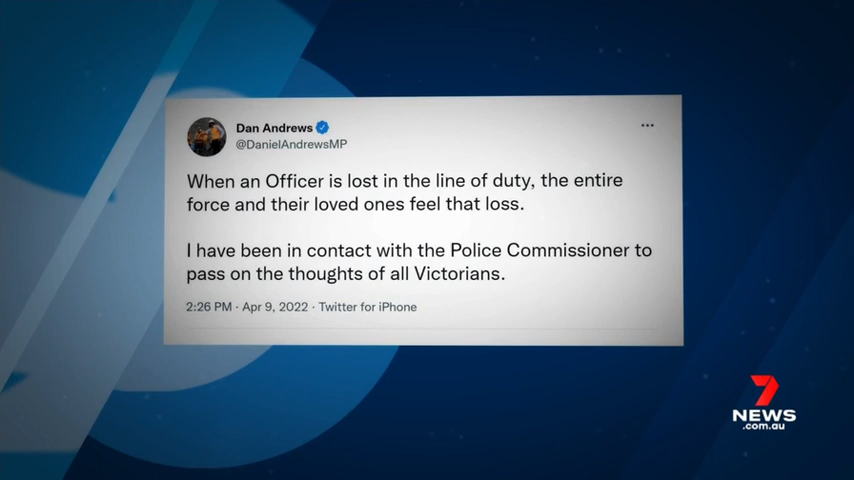 Dan Andrews
@DanielAndrewsMP
When an Officer is lost in the line of duty, the entire
force and their loved ones feel that loss.
I have been in contact with the Police Commissioner to
pass on the thoughts of all Victorians.
2:26 PM · Apr 9, 2022 · Twitter for iPhone
7
NEWS
.com.au